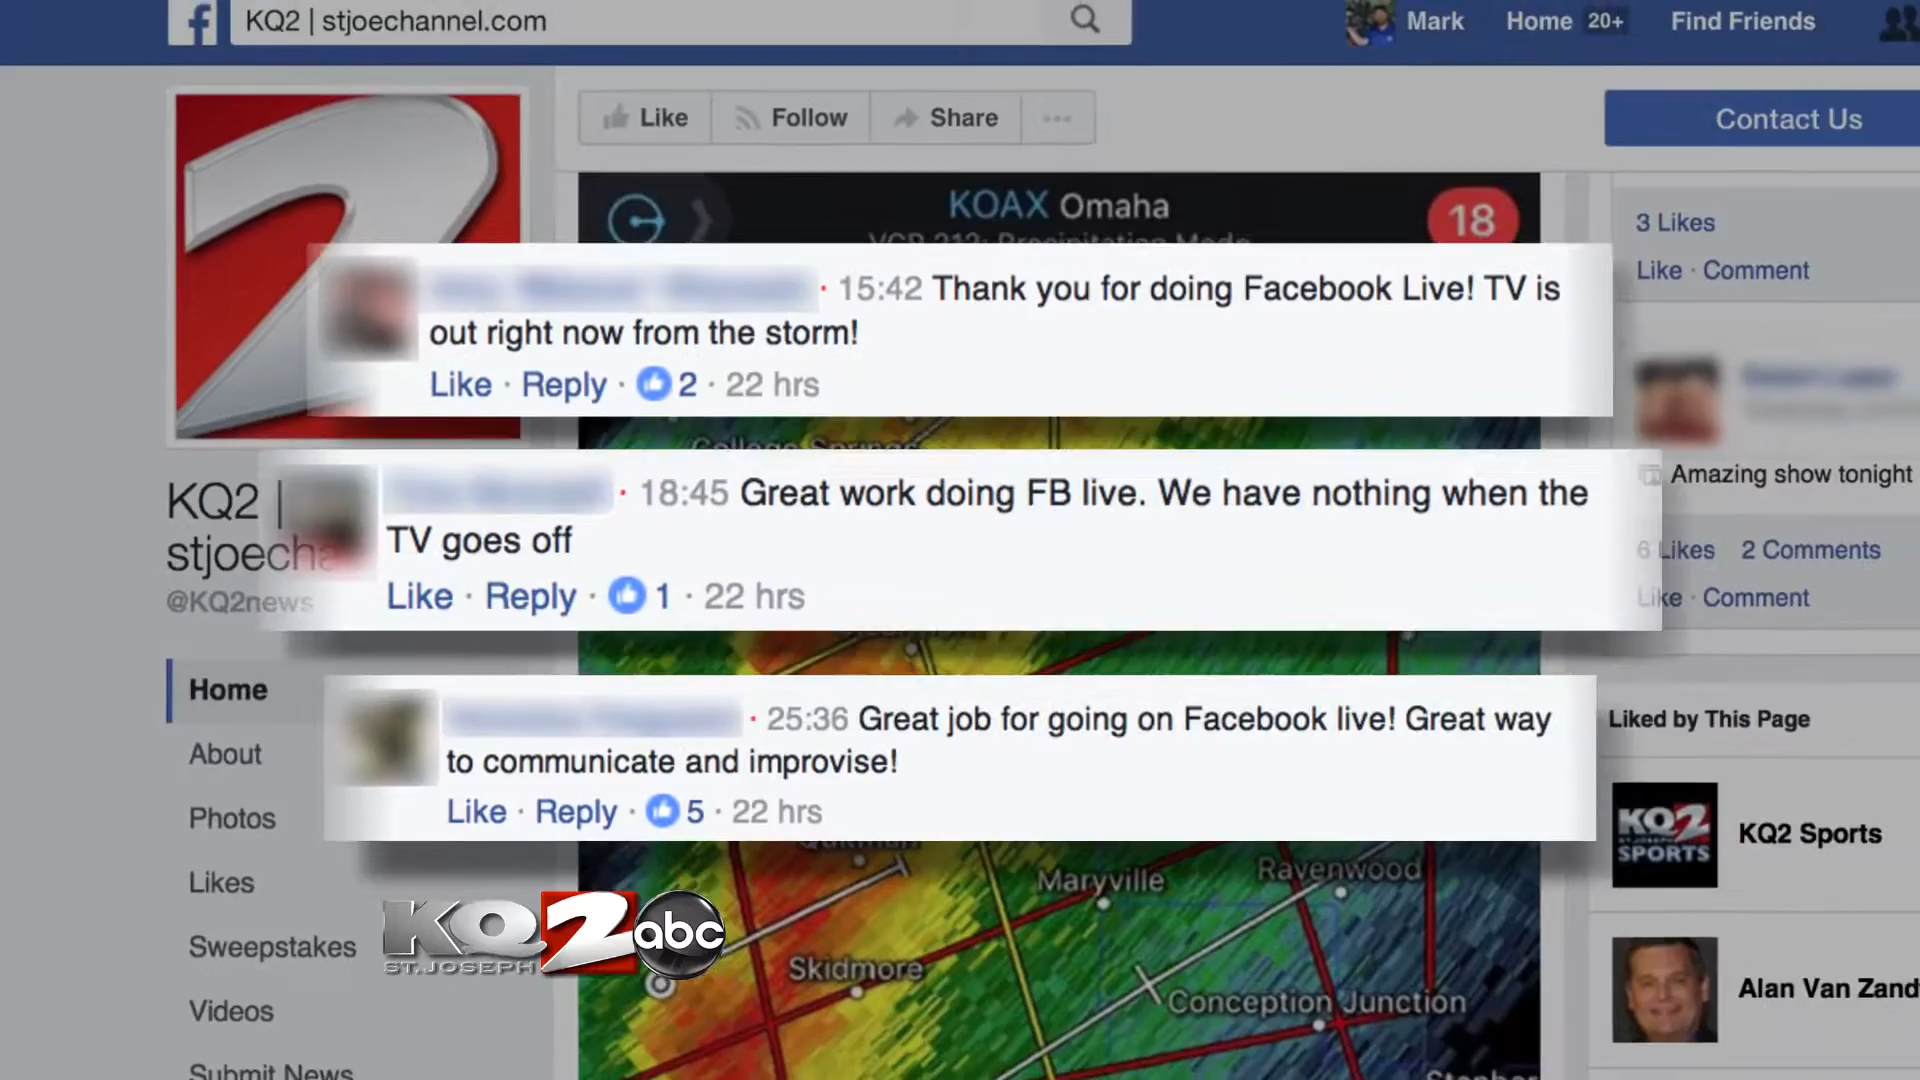 KQ2 | stjoechannel.com
Mark
Home 20+
Find Friends
Like
Follow
Share
Contact Us
KOAX Omaha
18
3 Likes
Like · Comment
· 15:42 Thank you for doing Facebook Live! TV is
out right now from the storm!
Like · Reply · 2 · 22 hrs
College Springs
KQ2 |
· 18:45 Great work doing FB live. We have nothing when the
TV goes off
Like · Reply · 1 · 22 hrs
@KQ2news
Amazing show tonight
6 Likes 2 Comments
Like · Comment
Home
About
Photos
Likes
Sweepstakes
Videos
Submit News
· 25:36 Great job for going on Facebook live! Great way
to communicate and improvise!
Like · Reply · 5 · 22 hrs
Liked by This Page
KQ2
SPORTS
KQ2 Sports
Alan Van Zand
Maryville
Ravenwood
Skidmore
Conception Junction
KQ2 abc
ST.JOSEPH